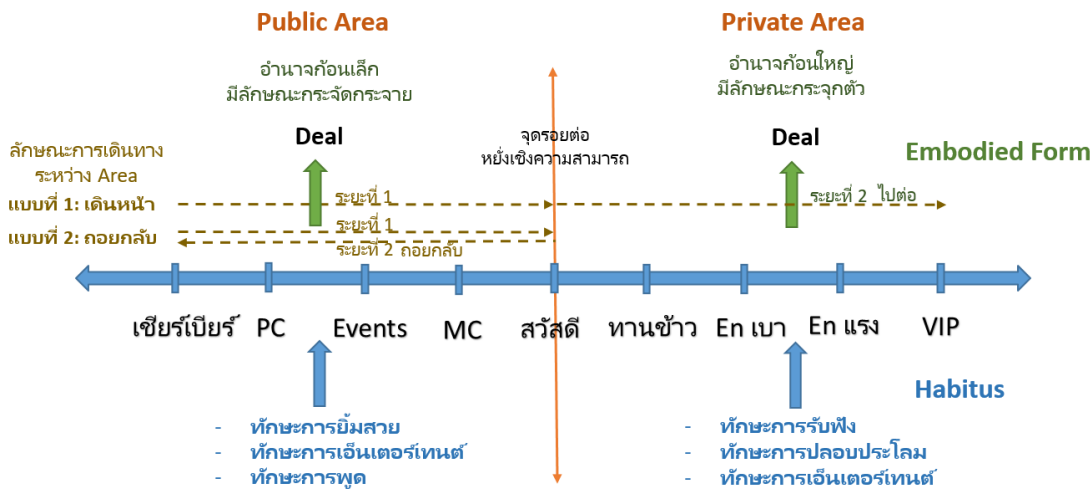 Public Area
Private Area
อำนาจก้อนเล็ก
มีลักษณะกระจัดกระจาย
อำนาจก้อนใหญ่
มีลักษณะกระจุกตัว
Deal
จุดรอยต่อ
หยั่งเชิงความสามารถ
Deal
Embodied Form
ลักษณะการเดินทาง
ระหว่าง Area
แบบที่ 1: เดินหน้า
ระยะที่ 1
ระยะที่ 2 ไปต่อ
แบบที่ 2: ถอยกลับ
ระยะที่ 1
ระยะที่ 2 ถอยกลับ
เชียร์เบียร์ PC Events MC สวัสดี ทานข้าว En เบา En แรง VIP
Habitus
- ทักษะการยิ้มสวย
- ทักษะการเอ็นเตอร์เทนต์
- ทักษะการพูด
- ทักษะการรับฟัง
- ทักษะการปลอบประโลม
- ทักษะการเอ็นเตอร์เทนต์